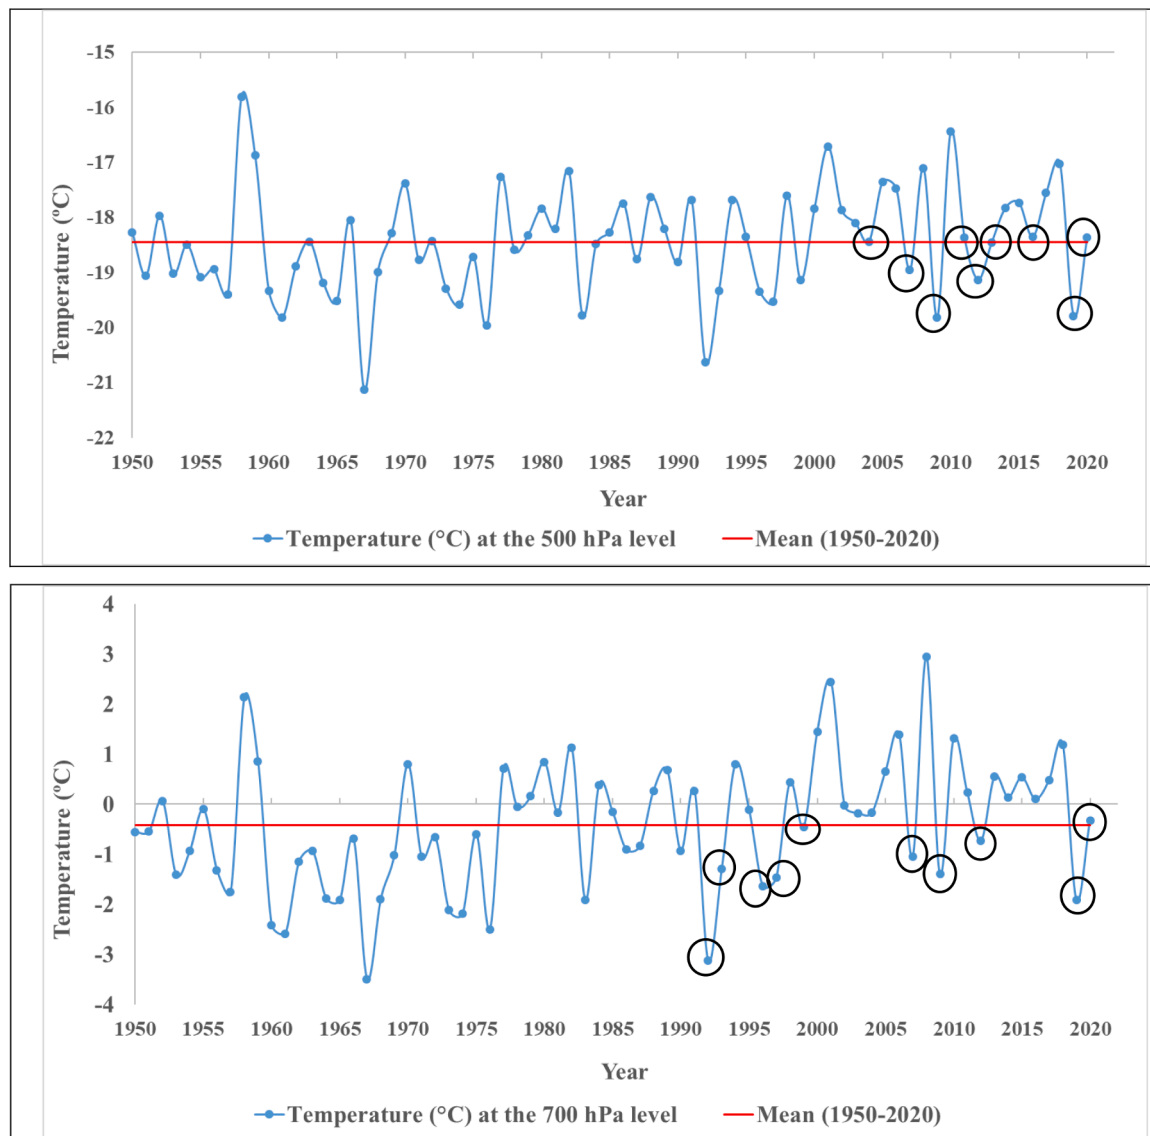 -15
-16
-17
-18
-19
-20
-21
-22
Temperature (°C)
1950 1955 1960 1965 1970 1975 1980 1985 1990 1995 2000 2005 2010 2015 2020
Year
Temperature (°C) at the 500 hPa level Mean (1950-2020)
4
3
2
1
0
-1
-2
-3
-4
Temperature (°C)
1950 1955 1960 1965 1970 1975 1980 1985 1990 1995 2000 2005 2010 2015 2020
Year
Temperature (°C) at the 700 hPa level Mean (1950-2020)